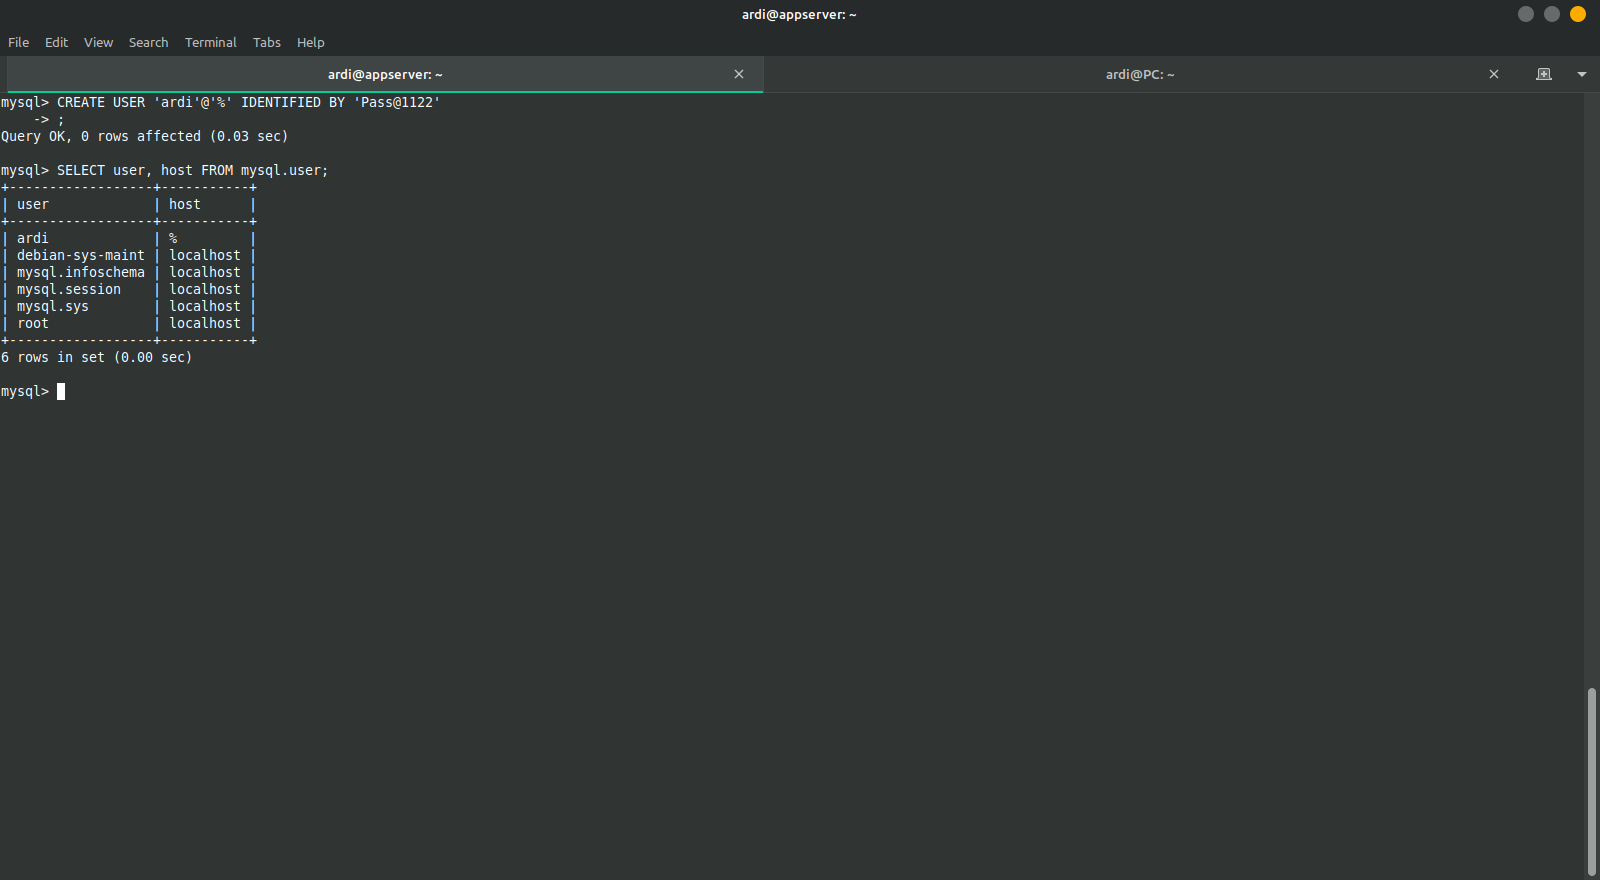 ardi@appserver: ~
File Edit View Search Terminal Tabs Help
ardi@appserver: ~ × ardi@PC: ~ ×
mysql> CREATE USER 'ardi'@'%' IDENTIFIED BY 'Pass@1122'
    -> ;
Query OK, 0 rows affected (0.03 sec)

mysql> SELECT user, host FROM mysql.user;
+------------------+-----------+
| user             | host      |
+------------------+-----------+
| ardi             | %         |
| debian-sys-maint | localhost |
| mysql.infoschema | localhost |
| mysql.session    | localhost |
| mysql.sys        | localhost |
| root             | localhost |
+------------------+-----------+
6 rows in set (0.00 sec)

mysql>